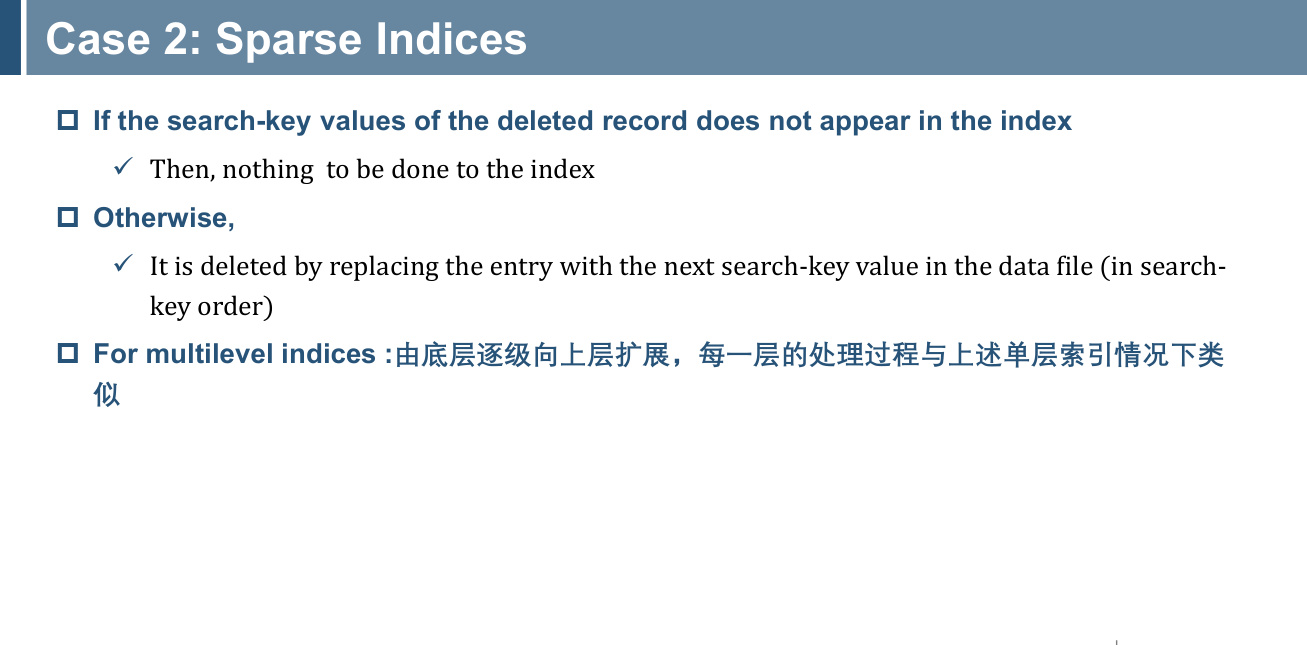 Case 2: Sparse Indices
If the search-key values of the deleted record does not appear in the index
Then, nothing  to be done to the index
Otherwise,
It is deleted by replacing the entry with the next search-key value in the data file (in search-
key order)
For multilevel indices :由底层逐级向上层扩展，每一层的处理过程与上述单层索引情况下类
似